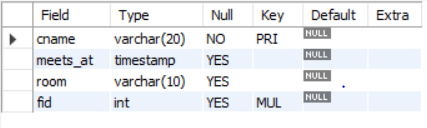 Field Type Null Key Default Extra
cname varchar(20) NO PRI NULL
meets_at timestamp YES NULL
room varchar(10) YES NULL
fid int YES MUL NULL